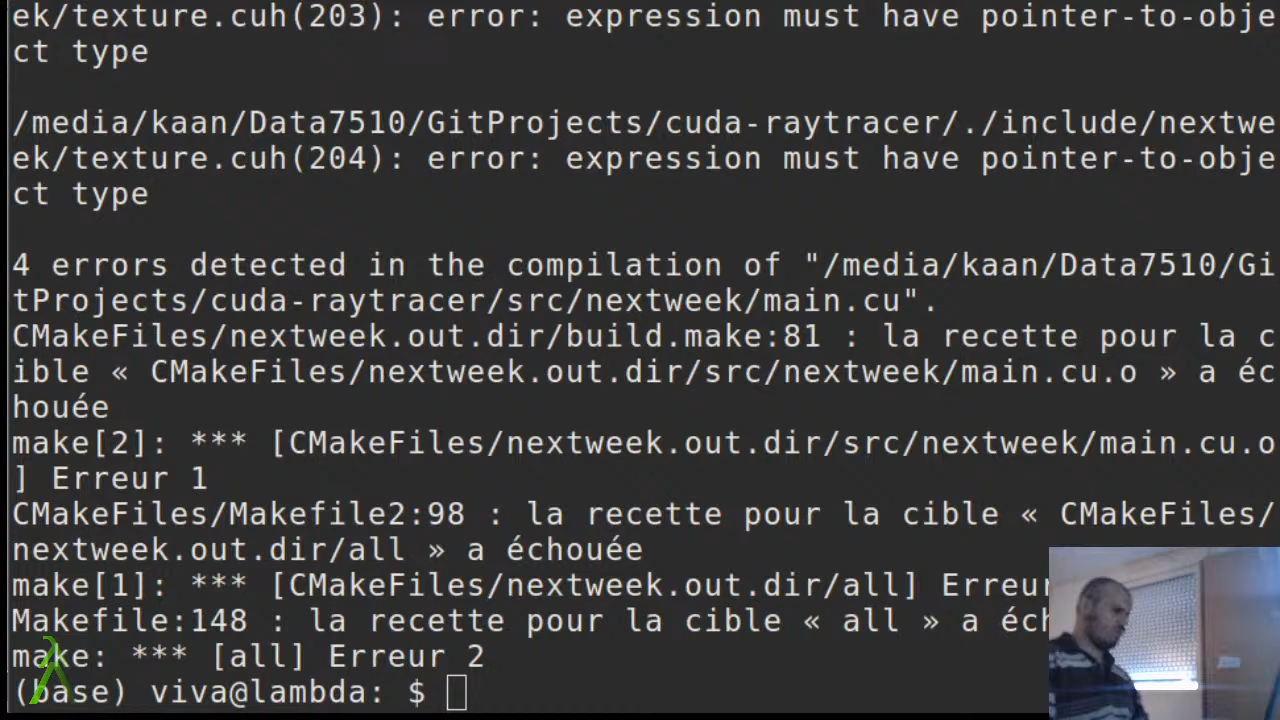 ek/texture.cuh(203): error: expression must have pointer-to-obje
ct type
/media/kaan/Data7510/GitProjects/cuda-raytracer/./include/nextwe
ek/texture.cuh(204): error: expression must have pointer-to-obje
ct type
4 errors detected in the compilation of "/media/kaan/Data7510/Gi
tProjects/cuda-raytracer/src/nextweek/main.cu".
CMakeFiles/nextweek.out.dir/build.make:81 : la recette pour la c
ible « CMakeFiles/nextweek.out.dir/src/nextweek/main.cu.o » a éc
houée
make[2]: *** [CMakeFiles/nextweek.out.dir/src/nextweek/main.cu.o
] Erreur 1
CMakeFiles/Makefile2:98 : la recette pour la cible « CMakeFiles/
nextweek.out.dir/all » a échouée
make[1]: *** [CMakeFiles/nextweek.out.dir/all] Erreur
Makefile:148 : la recette pour la cible « all » a éch
make: *** [all] Erreur 2
(base) viva@lambda: $
λ